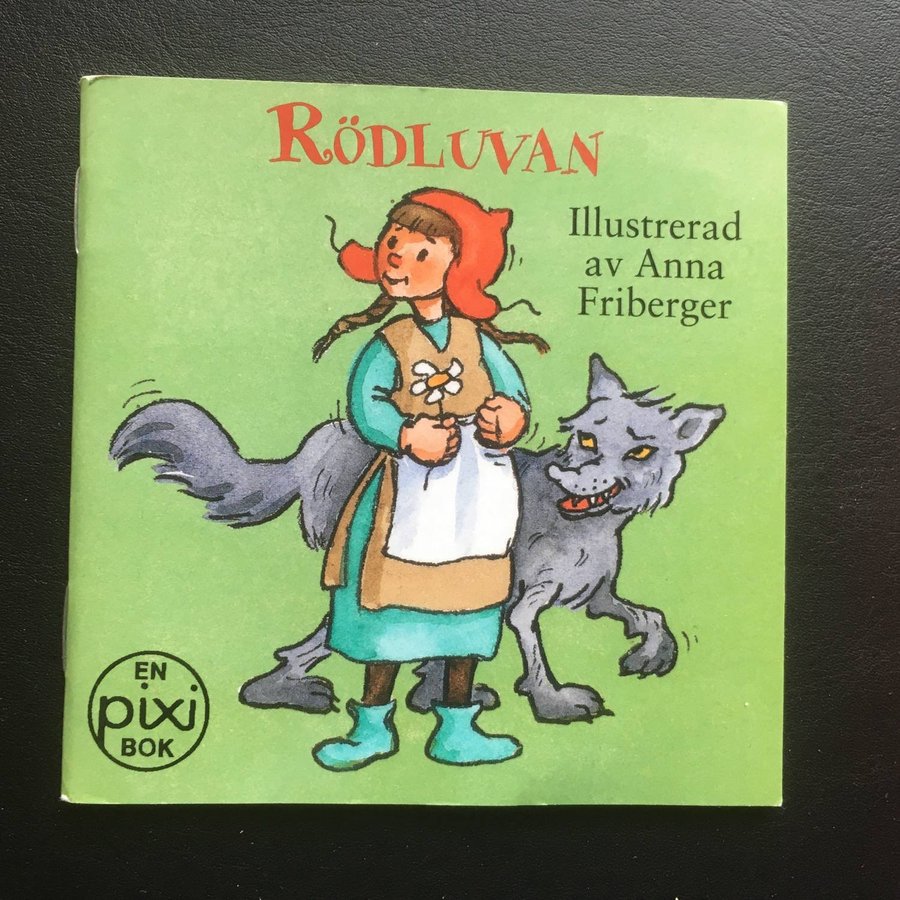 RÖDLUVAN
Illustrerad
av Anna
Friberger
EN
pixi
BOK